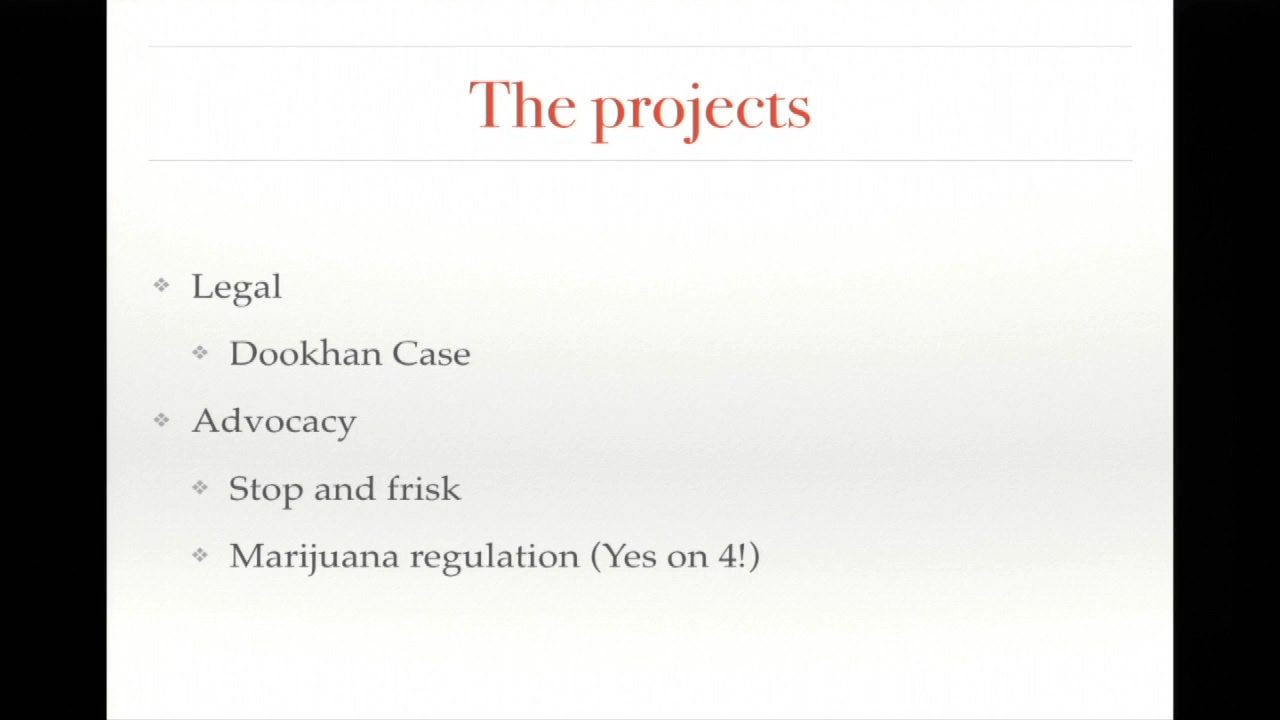 The projects
Legal
Dookhan Case
Advocacy
Stop and frisk
Marijuana regulation (Yes on 4!)